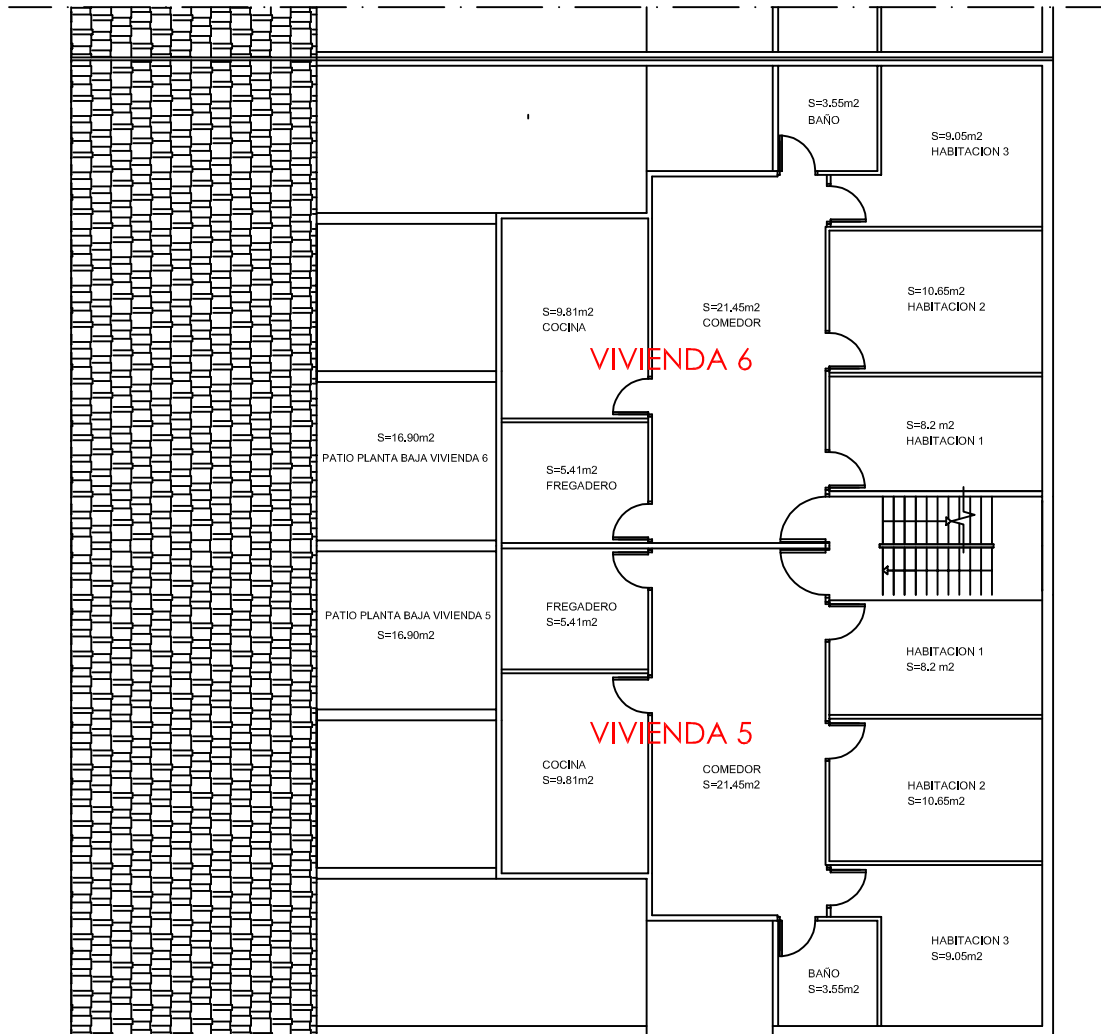 S=3.55m2
BAÑO
S=9.05m2
HABITACION 3
S=10.65m2
HABITACION 2
S=9.81m2
COCINA
S=21.45m2
COMEDOR
VIVIENDA 6
S=8.2 m2
HABITACION 1
S=16.90m2
PATIO PLANTA BAJA VIVIENDA 6
S=5.41m2
FREGADERO
FREGADERO
S=5.41m2
PATIO PLANTA BAJA VIVIENDA 5
S=16.90m2
HABITACION 1
S=8.2 m2
VIVIENDA 5
COCINA
S=9.81m2
COMEDOR
S=21.45m2
HABITACION 2
S=10.65m2
HABITACION 3
S=9.05m2
BAÑO
S=3.55m2